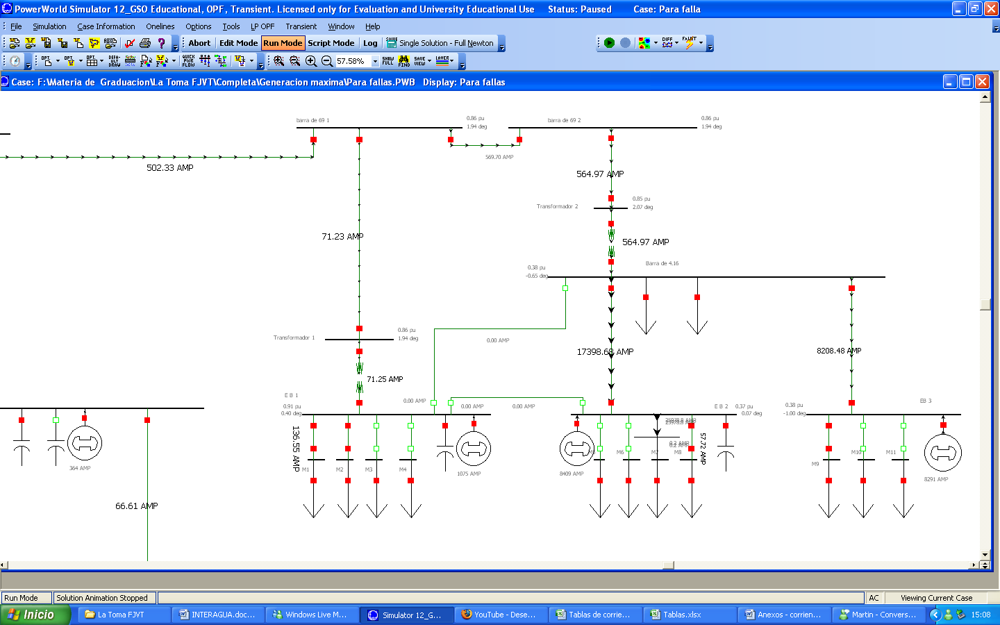 PowerWorld Simulator 12_GSO Educational, OPF, Transient. Licensed only for Evaluation and University Educational Use Status: Paused Case: Para falla
File Simulation Case Information Onelines Options Tools LP OPF Transient Window Help
Abort Edit Mode Run Mode Script Mode Log Single Solution - Full Newton
57.58%
Case: F:\Materia de Graduacion\La Toma FJVT\Completa\Generacion maxima\Para fallas.PWB Display: Para fallas
barra de 69 1
0.86 pu
1.94 deg
barra de 69 2
0.86 pu
1.94 deg
569.70 AMP
502.33 AMP
564.97 AMP
0.85 pu
2.07 deg
Transformador 2
71.23 AMP
564.97 AMP
Barra de 4.16
0.38 pu
-0.65 deg
0.86 pu
1.94 deg
Transformador 1
0.00 AMP
17398.68 AMP
8208.48 AMP
71.25 AMP
E B 1
0.91 pu
0.40 deg
0.00 AMP
0.00 AMP
0.00 AMP
E B 2
0.37 pu
0.07 deg
0.38 pu
-1.00 deg
EB 3
136.55 AMP
57.72 AMP
0.2 AMP
M1
M2
M3
M4
M6
M7
M8
M9
M10
M11
364 AMP
1075 AMP
8409 AMP
8291 AMP
66.61 AMP
Run Mode
Solution Animation Stopped
AC
Viewing Current Case
Inicio
La Toma FJVT
INTERAGUA.doc...
Windows Live M...
Simulator 12_G...
YouTube - Dese...
Tablas de corrie...
Tablas.xlsx
Anexos - corrien...
Martin - Convers...
15:08